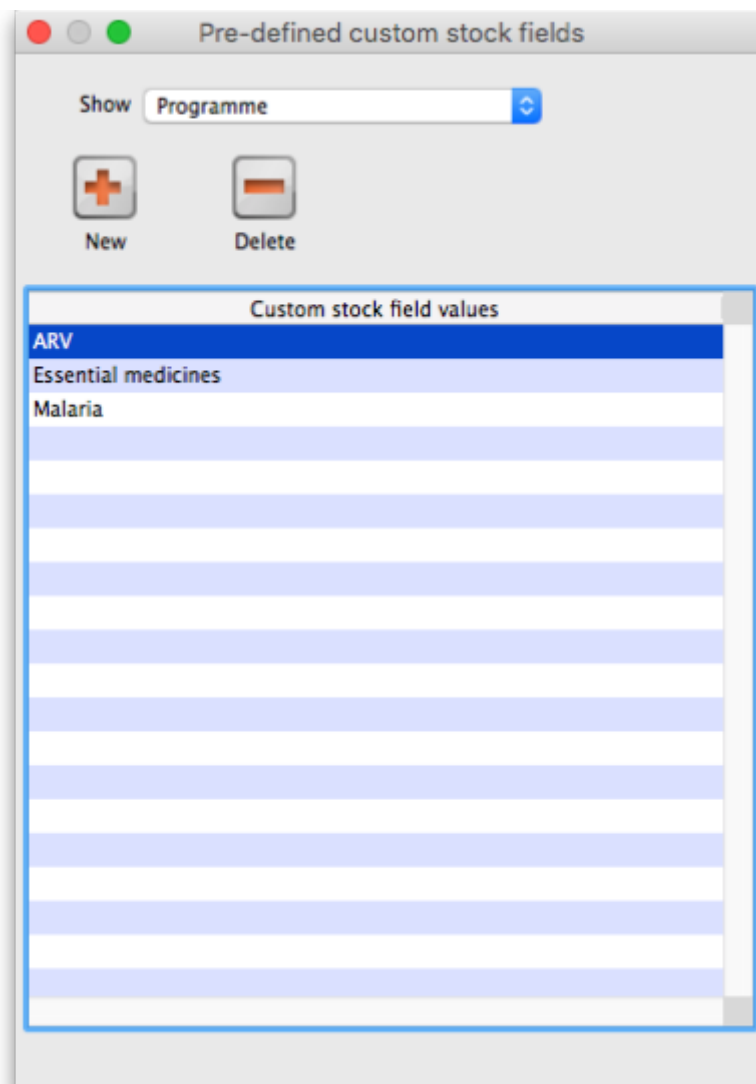 Pre-defined custom stock fields
Show Programme
New Delete
Custom stock field values
ARV
Essential medicines
Malaria